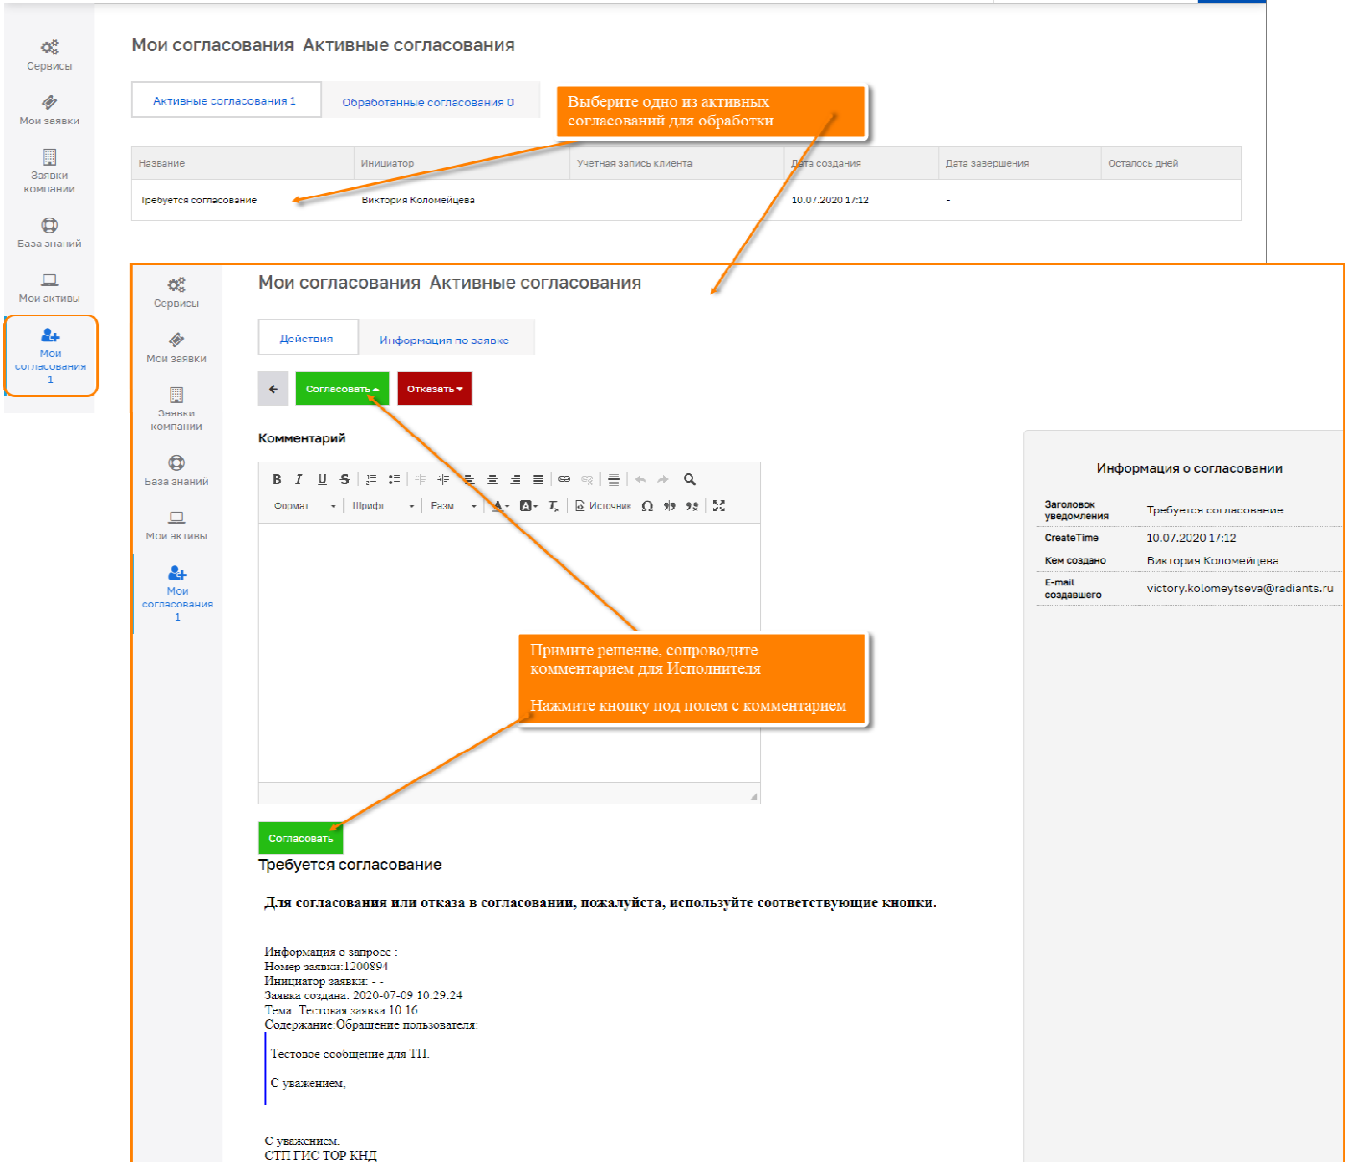 Мои согласования Активные согласования
Сервисы
Мои заявки
Заявки
компании
База знаний
Мои активы
Мои
согласования
1
Активные согласования 1
Обработанные согласования 0
Выберите одно из активных
согласований для обработки
Название
Инициатор
Учетная запись клиента
Дата создания
Дата завершения
Осталось дней
Требуется согласование
Виктория Коломейцева
10.07.2020 17:12
-
Сервисы
Мои заявки
Заявки
компании
База знаний
Мои активы
Мои
согласования
1
Мои согласования Активные согласования
Действия
Информация по заявке
Согласовать
Отказать
Комментарий
Шрифт
Источник
Примите решение, сопроводите
комментарием для Исполнителя
Нажмите кнопку под полем с комментарием
Согласовать
Требуется согласование
Для согласования или отказа в согласовании, пожалуйста, используйте соответствующие кнопки.
Информация о запросе :
Номер заявки:1200894
Инициатор заявки: - -
Заявка создана: 2020-07-09 10:29:24
Тема: Тестовая заявка 10 16
Содержание:Обращение пользователя:
Тестовое сообщение для ТП.
С уважением,
С уважением.
СТП ГИС ТОР КНД
Информация о согласовании
Заголовок
уведомления
Требуется согласование
CreateTime
10.07.2020 17:12
Кем создано
Виктория Коломейцева
E-mail
создавшего
victory.kolomeytseva@radiants.ru